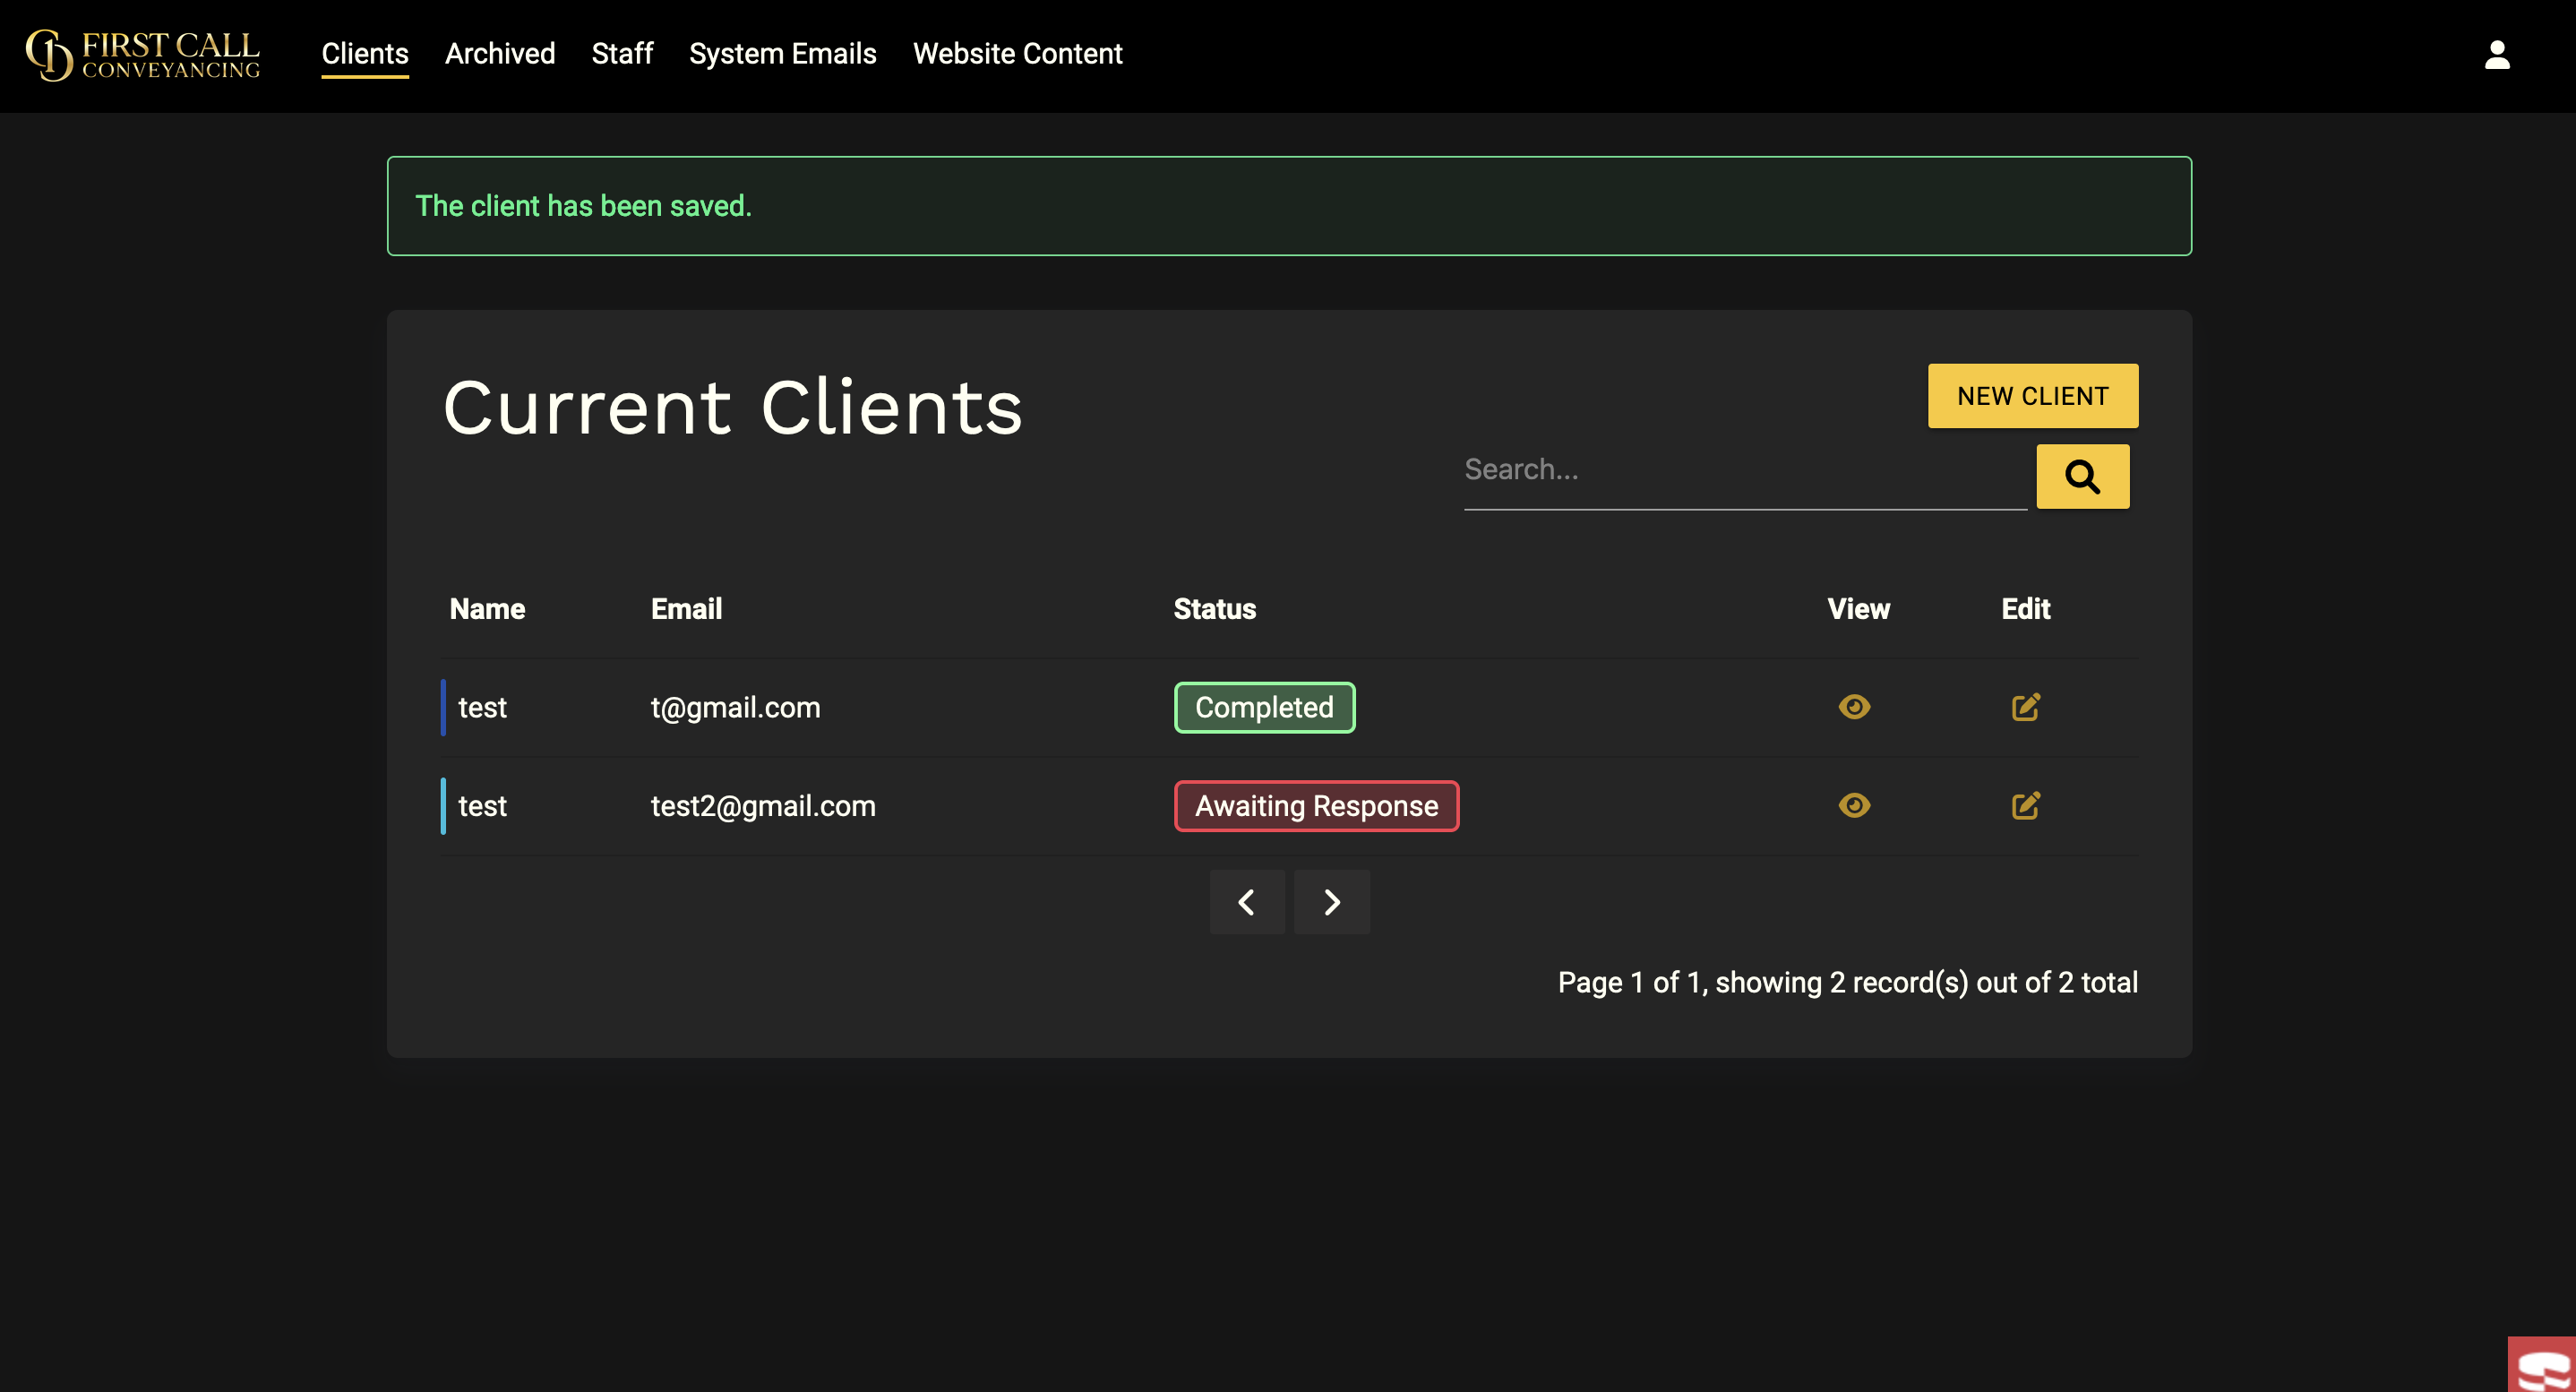 FIRST CALL
CONVEYANCING
Clients Archived Staff System Emails Website Content
The client has been saved.
Current Clients
NEW CLIENT
Search...
Name Email Status View Edit
test t@gmail.com Completed
test test2@gmail.com Awaiting Response
Page 1 of 1, showing 2 record(s) out of 2 total